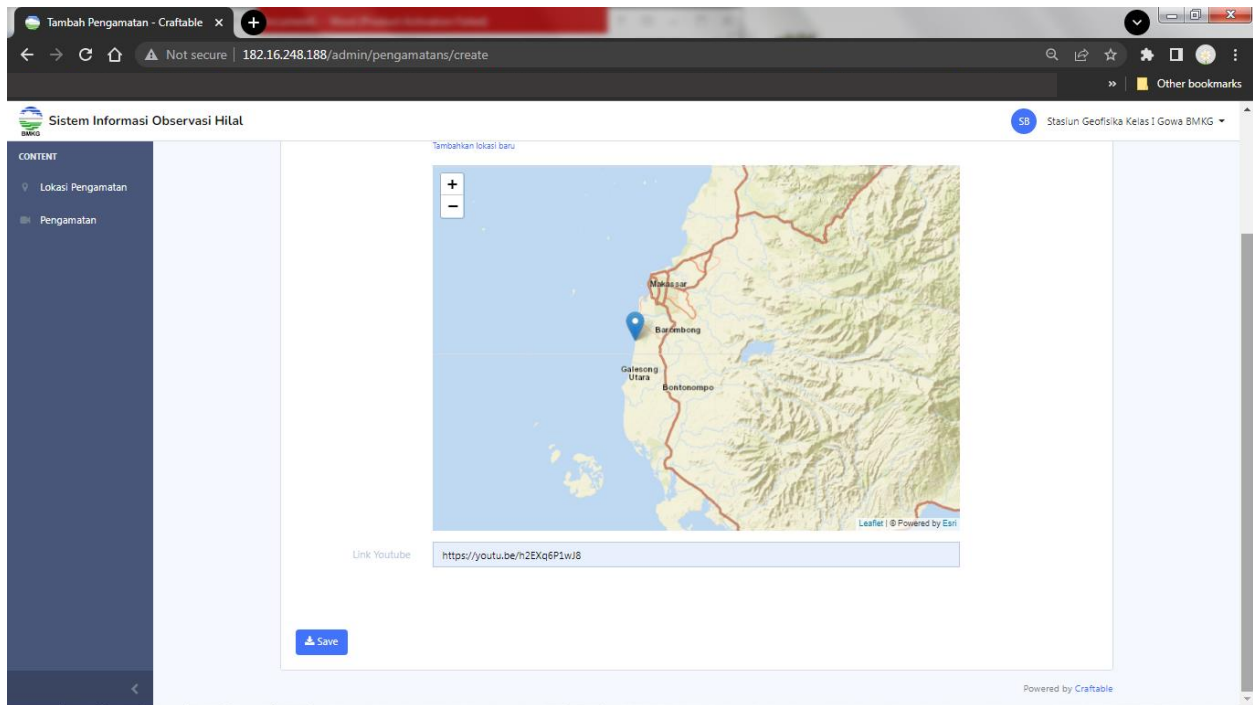 Tambah Pengamatan - Craftable
Not secure | 182.16.248.188/admin/pengamatans/create
Other bookmarks
BMKG
Sistem Informasi Observasi Hilal
SB Stasiun Geofisika Kelas I Gowa BMKG
CONTENT
Lokasi Pengamatan
Pengamatan
Tambahkan lokasi baru
+
−
Makassar
Barombong
Galesong
Utara
Bontonompo
Leaflet | © Powered by Esri
Link Youtube
https://youtu.be/h2EXq6P1wJ8
Save
Powered by Craftable